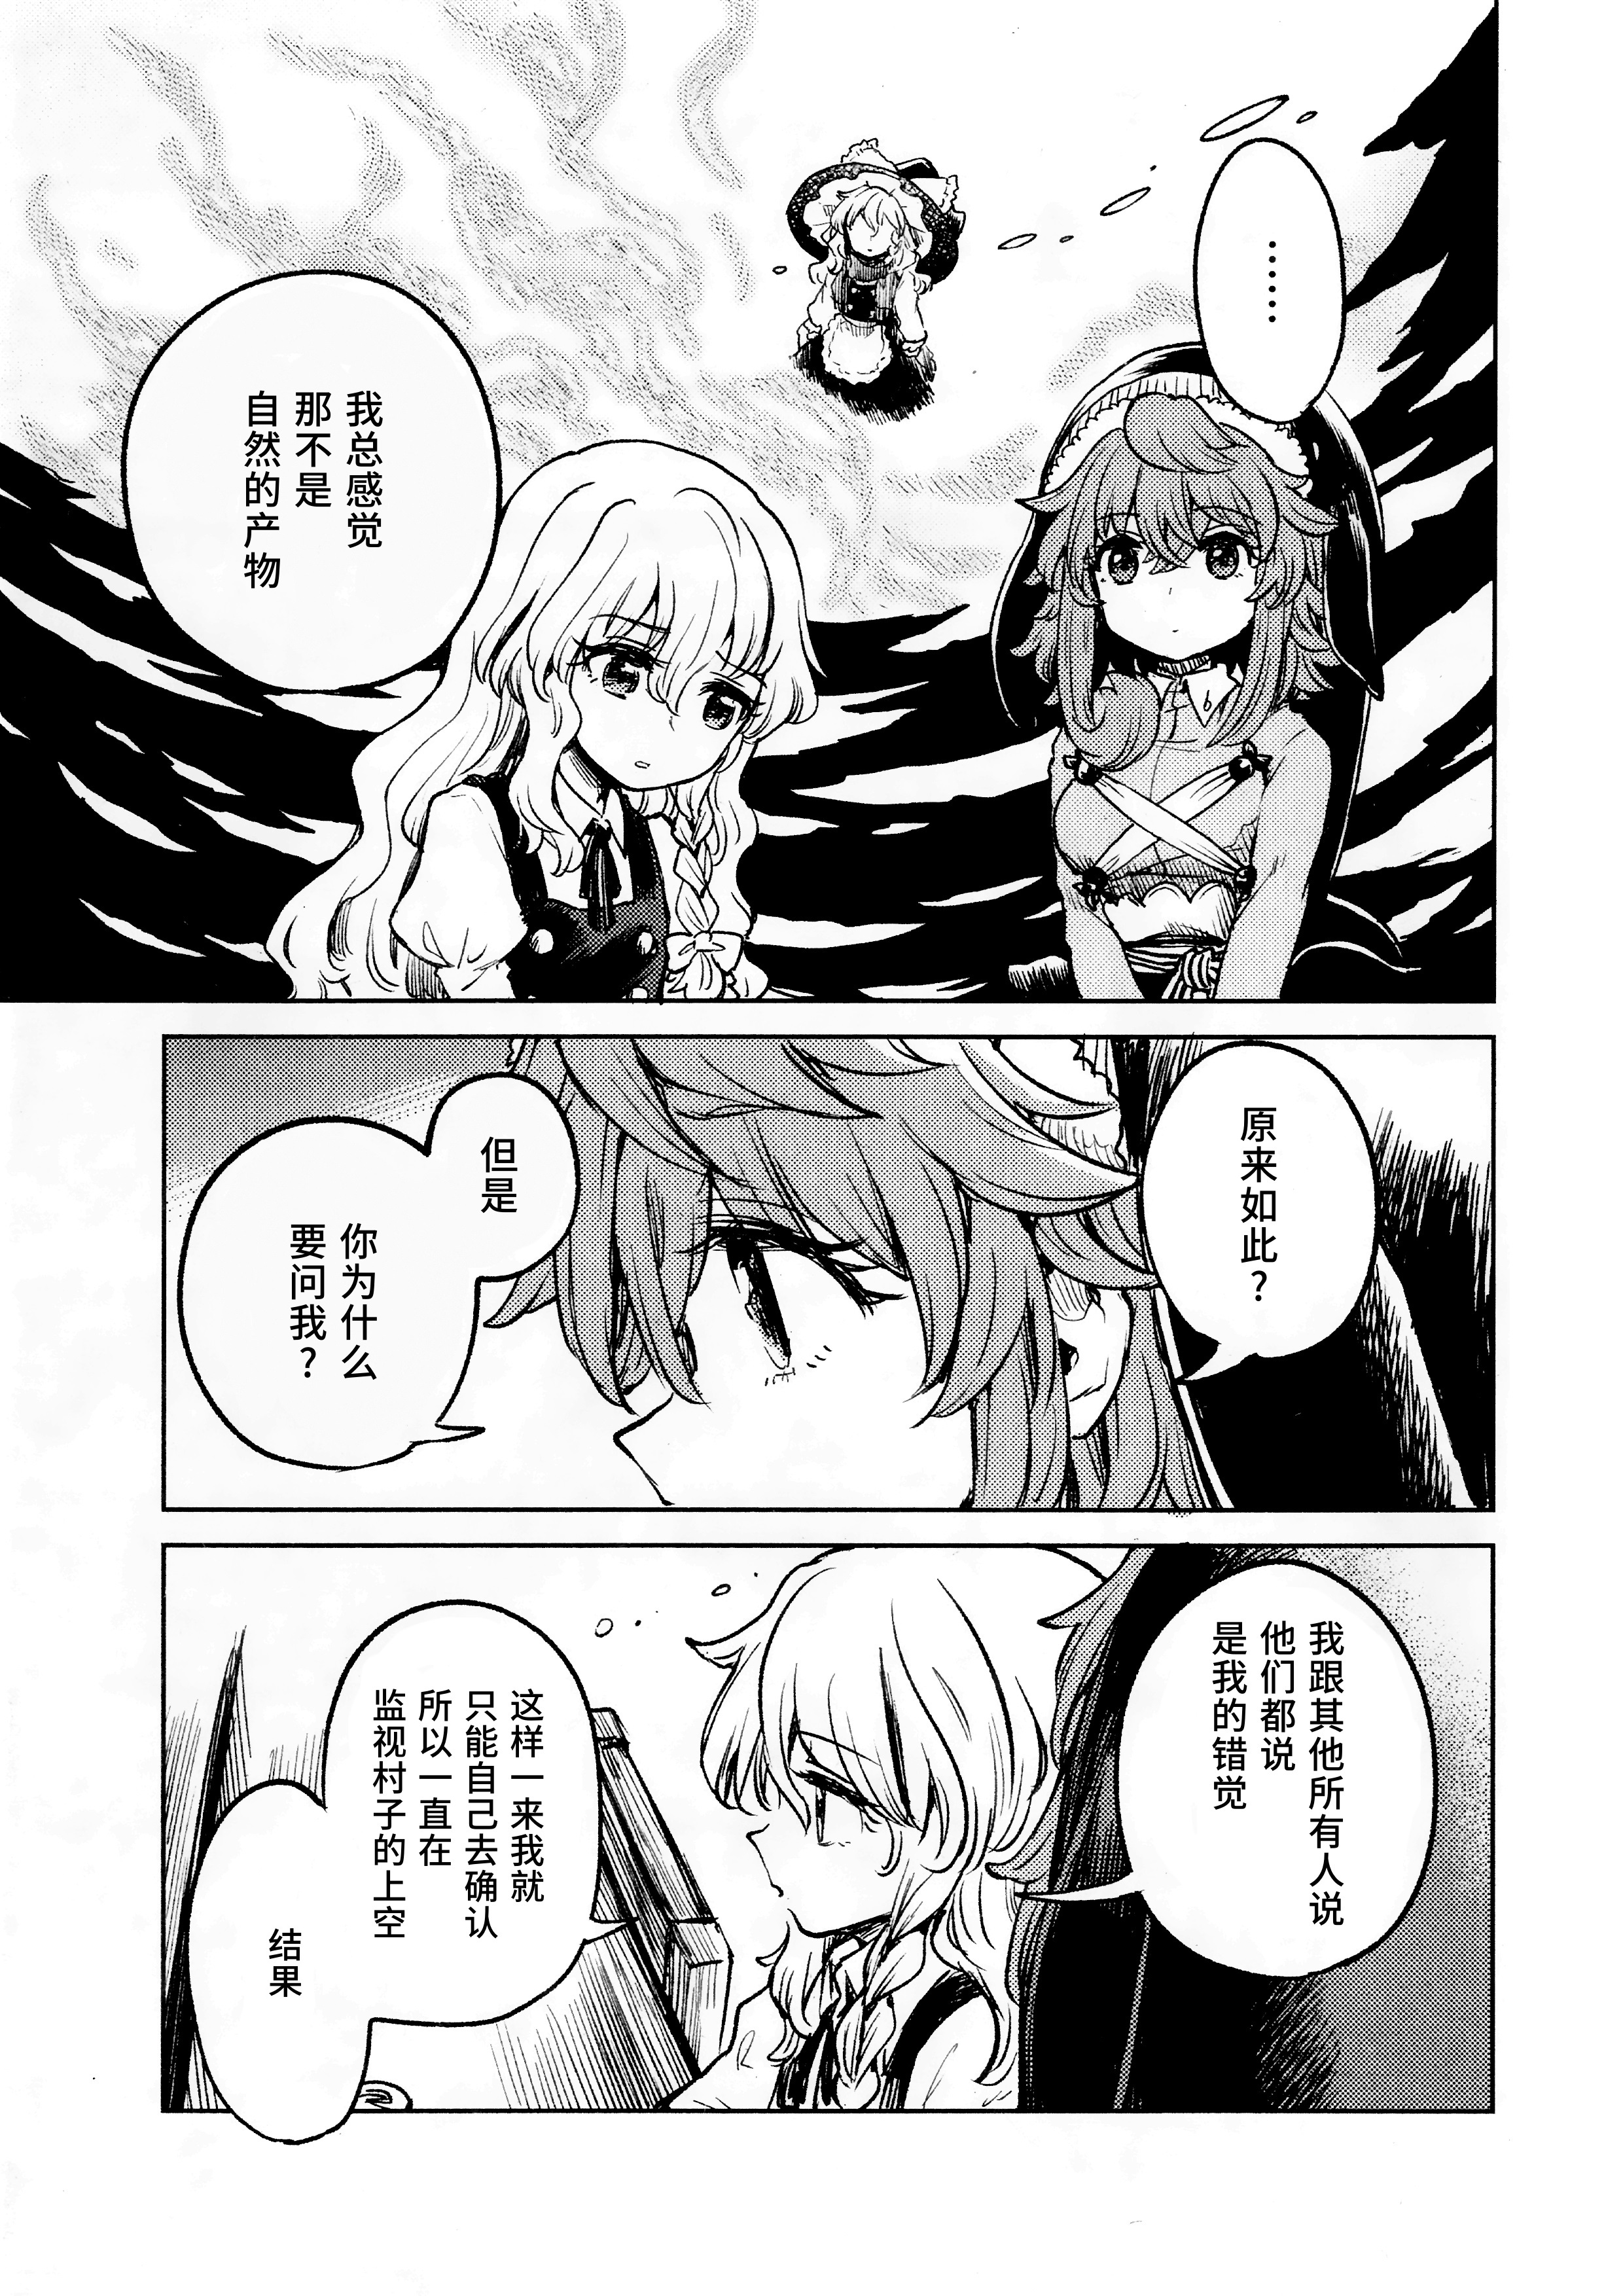 ……
我总感觉
那不是
自然的产物
原来如此?
但是
你为什么
要问我?
我跟其他所有人说
他们都说
是我的错觉
这样一来我就
只能自己去确认
所以一直在
监视村子的上空
结果